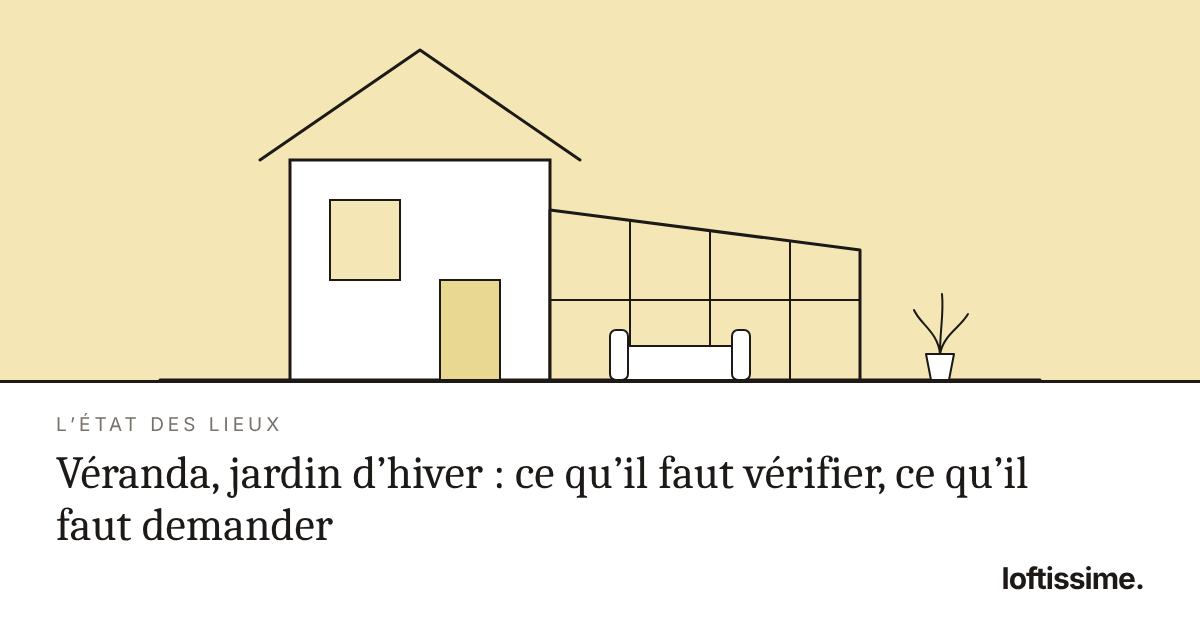 L’ÉTAT DES LIEUX
Véranda, jardin d’hiver : ce qu’il faut vérifier, ce qu’il
faut demander
loftissime.